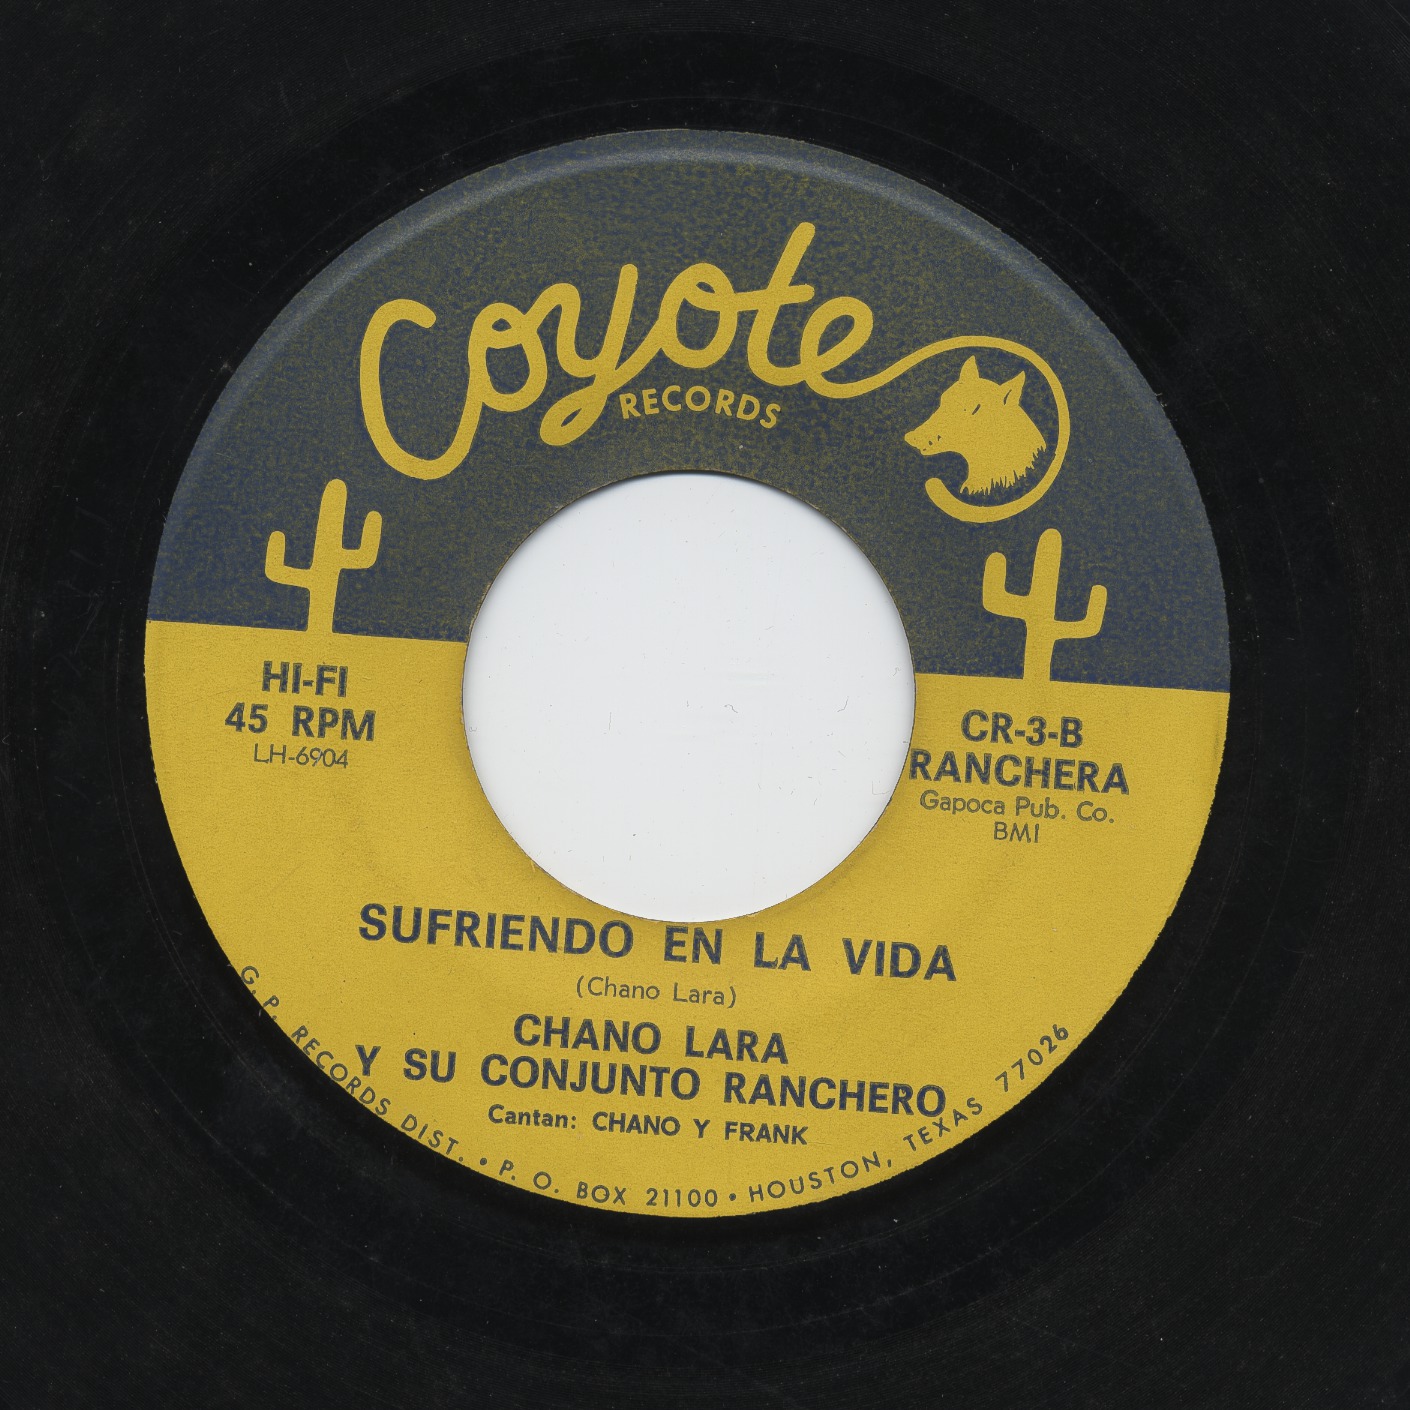 Coyote
RECORDS
HI-FI
45 RPM
LH-6904
CR-3-B
RANCHERA
Gapoca Pub. Co.
BMI
SUFRIENDO EN LA VIDA
(Chano Lara)
CHANO LARA
Y SU CONJUNTO RANCHERO
Cantan: CHANO Y FRANK
G. P. RECORDS DIST. • P. O. BOX 21100 • HOUSTON, TEXAS 77026